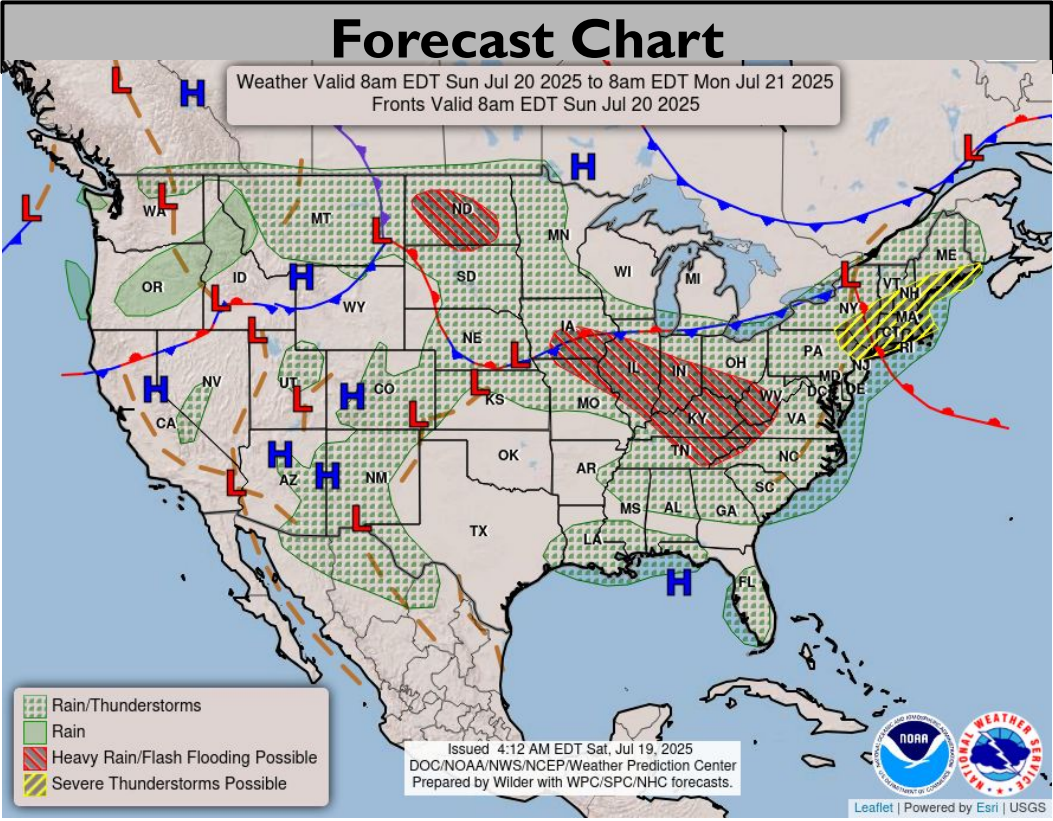 Forecast Chart
Weather Valid 8am EDT Sun Jul 20 2025 to 8am EDT Mon Jul 21 2025
Fronts Valid 8am EDT Sun Jul 20 2025
L
H
L
H
L
L
WA
MT
ND
MN
L
ME
OR
ID
H
WY
SD
WI
MI
L
VT
NH
NY
MA
CT
RI
L
L
NE
IA
L
IL
IN
OH
PA
NJ
MD
DE
DC
H
NV
UT
H
CO
L
L
KS
MO
WV
VA
KY
CA
L
L
H
AZ
H
NM
OK
AR
TN
NC
SC
L
TX
MS
AL
GA
LA
H
FL
Rain/Thunderstorms
Rain
Heavy Rain/Flash Flooding Possible
Severe Thunderstorms Possible
Issued 4:12 AM EDT Sat, Jul 19, 2025
DOC/NOAA/NWS/NCEP/Weather Prediction Center
Prepared by Wilder with WPC/SPC/NHC forecasts.
NOAA
NATIONAL WEATHER SERVICE
Leaflet | Powered by Esri | USGS